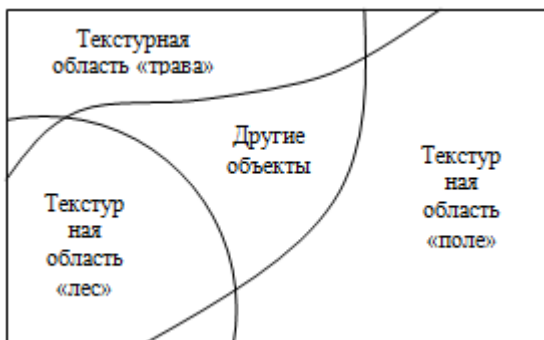 Текстурная
область «трава»
Другие
объекты
Текстур
ная
область
«поле»
Текстур
ная
область
«лес»